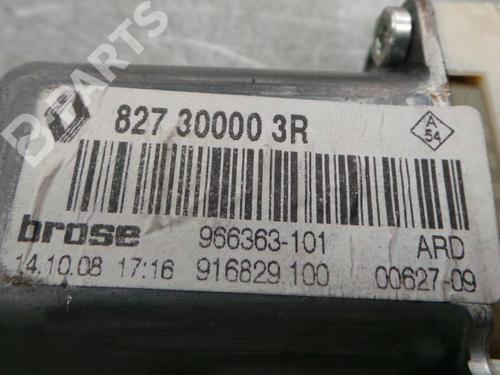 B PARTS
827 30000 3R
A
54
brose 966363-101 ARD
14.10.08 17:16 916829 100 00627-09